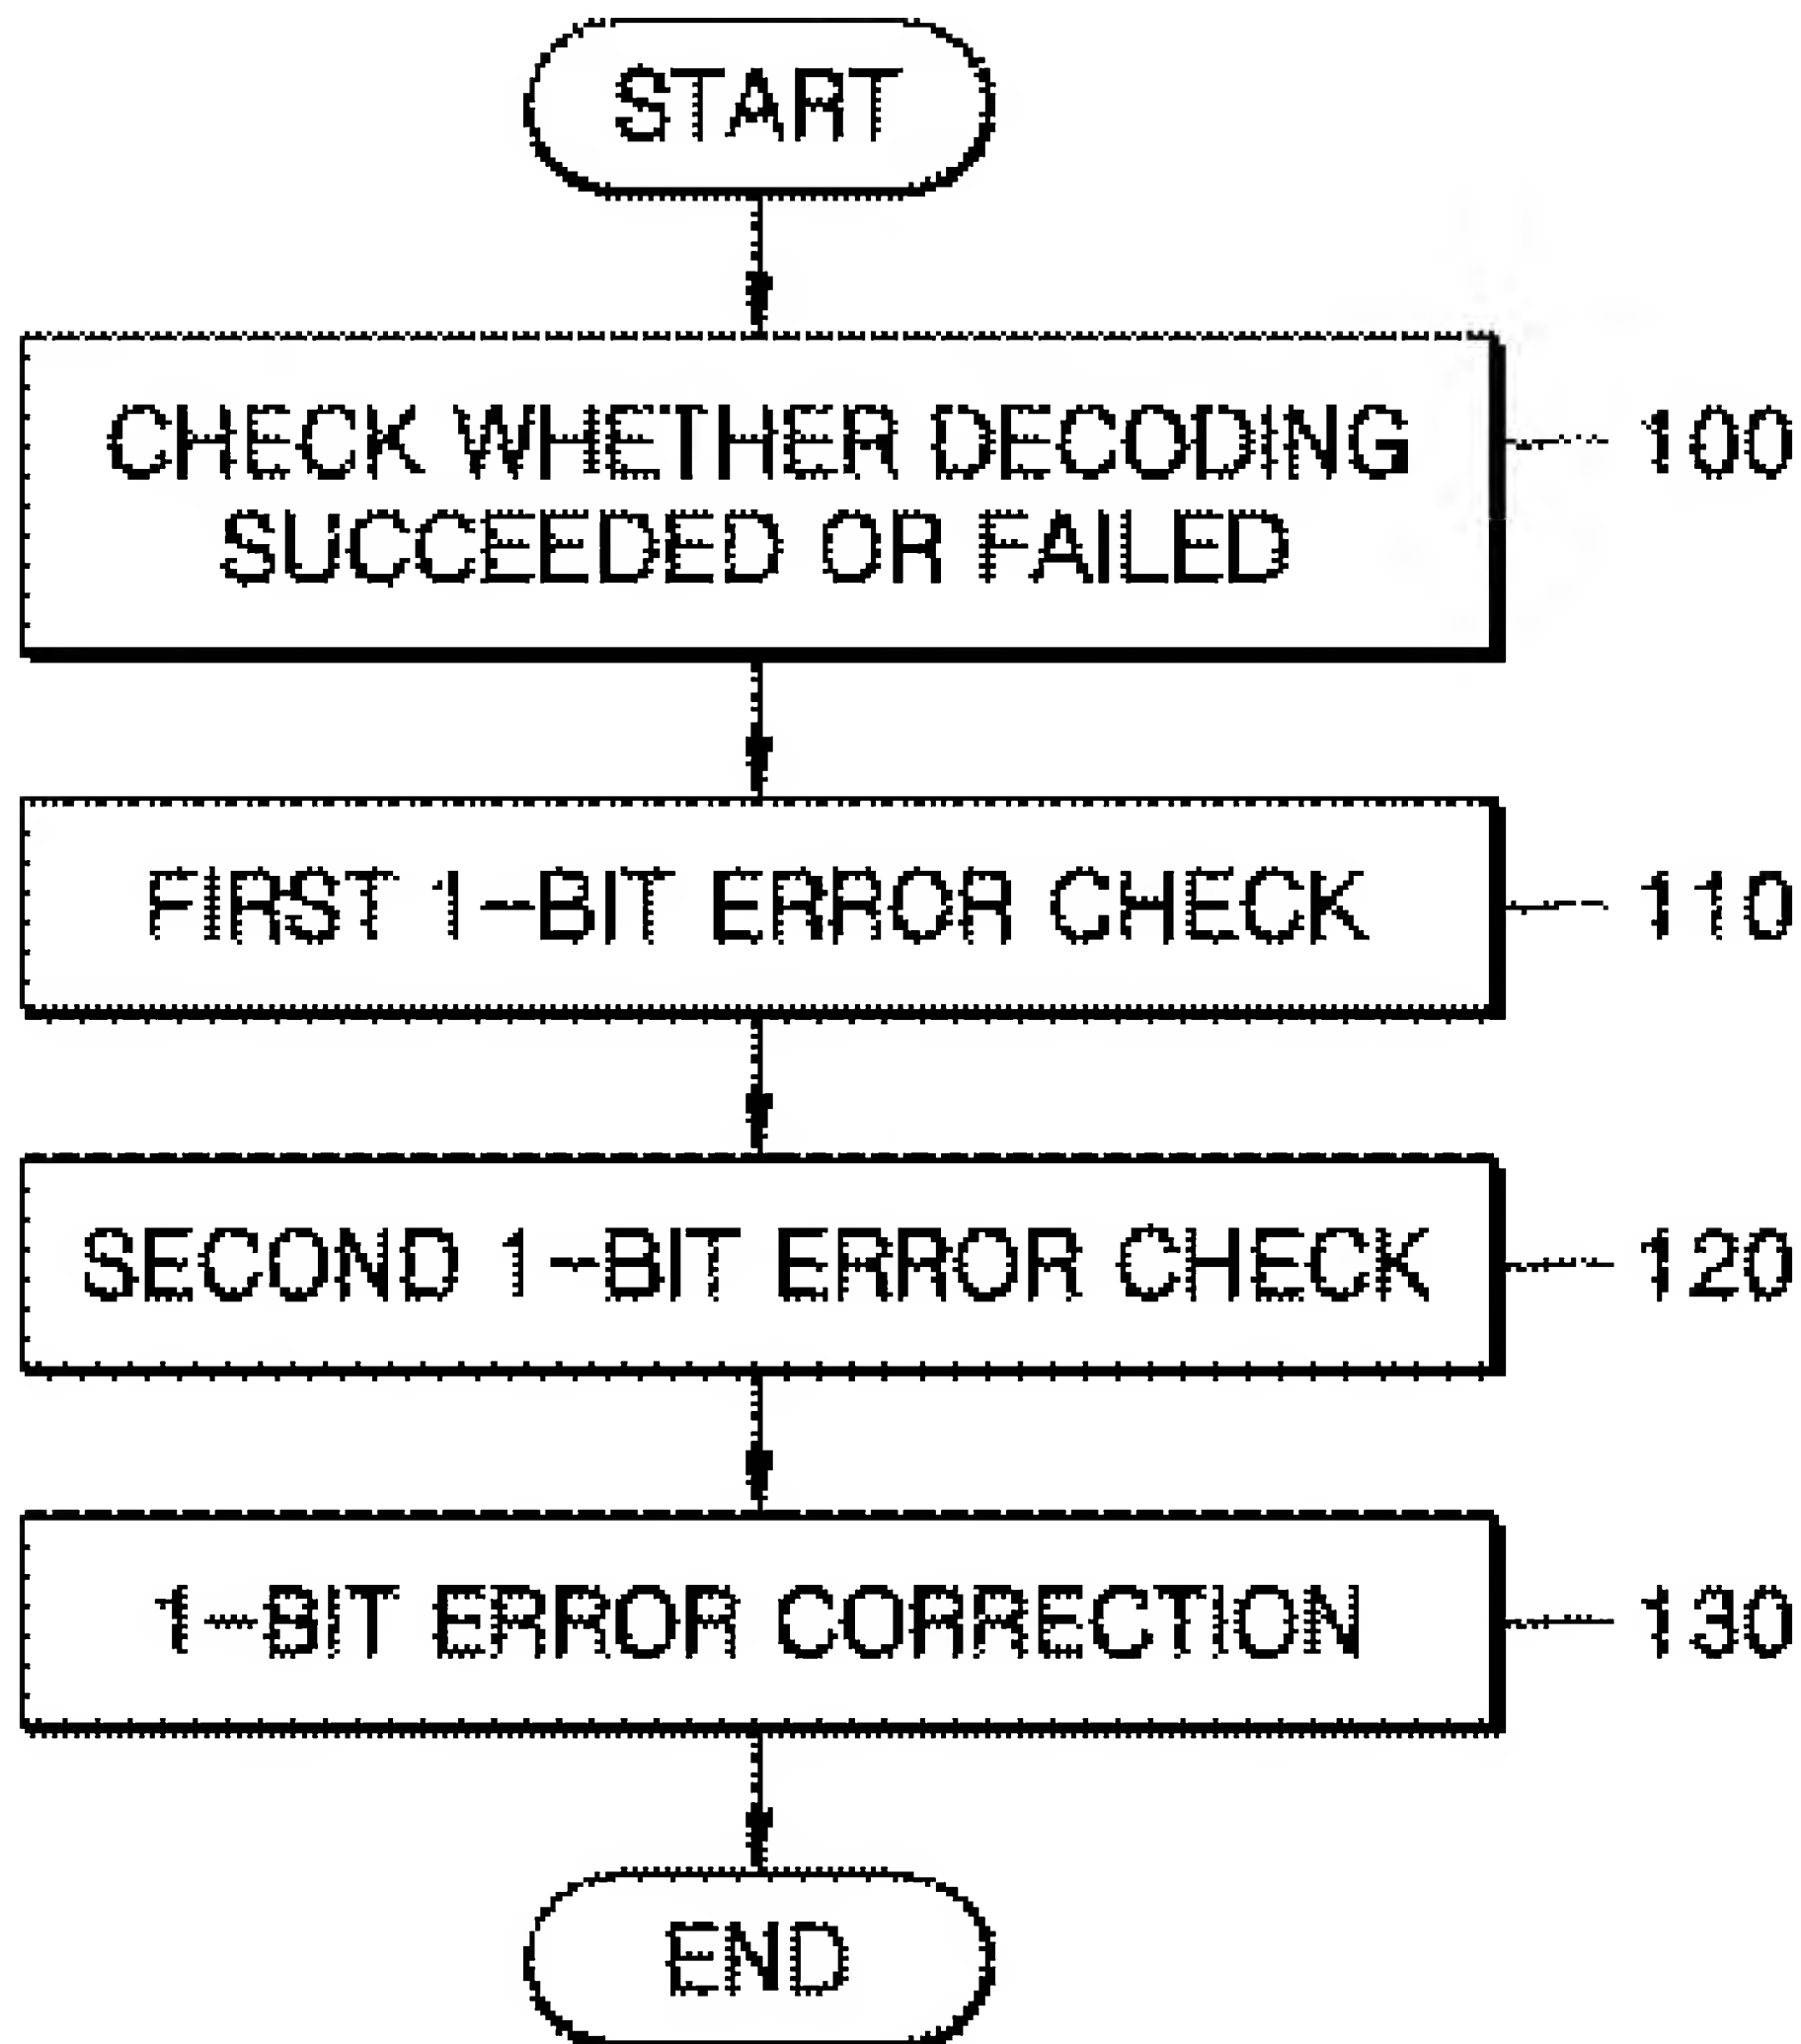 START
CHECK WHETHER DECODING
SUCCEEDED OR FAILED
100
FIRST 1-BIT ERROR CHECK
110
SECOND 1-BIT ERROR CHECK
120
1-BIT ERROR CORRECTION
130
END